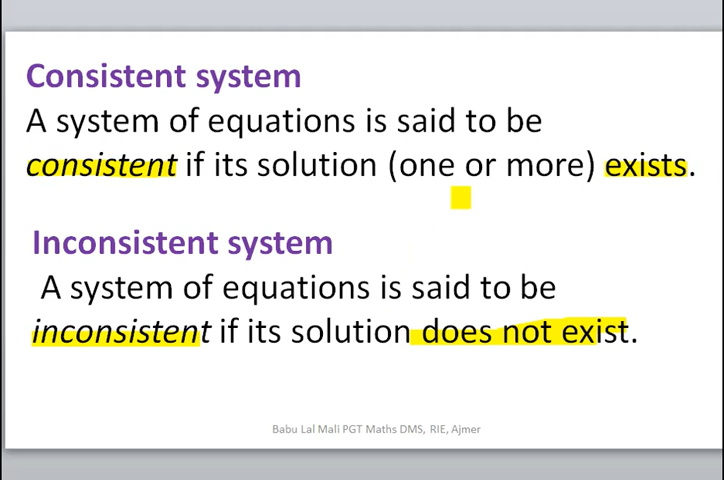 Consistent system
A system of equations is said to be
consistent if its solution (one or more) exists.
Inconsistent system
A system of equations is said to be
inconsistent if its solution does not exist.
Babu Lal Mali PGT Maths DMS, RIE, Ajmer